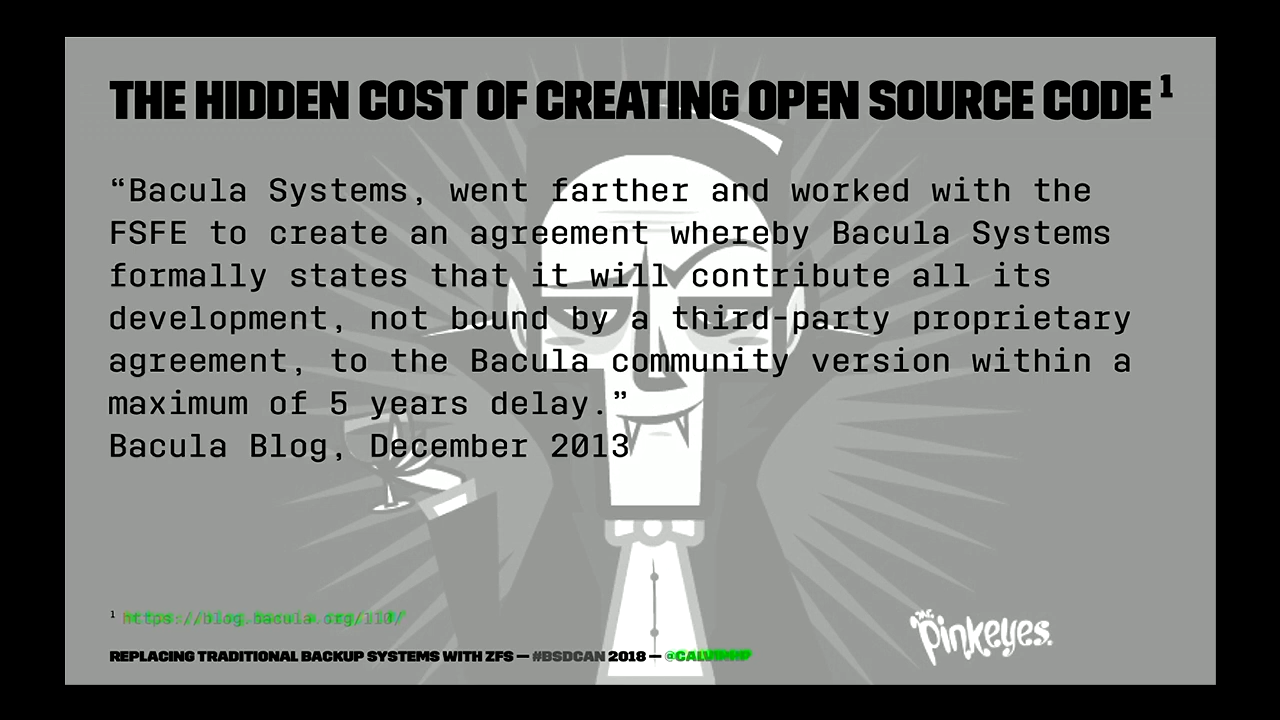 THE HIDDEN COST OF CREATING OPEN SOURCE CODE ¹
“Bacula Systems, went farther and worked with the
FSFE to create an agreement whereby Bacula Systems
formally states that it will contribute all its
development, not bound by a third-party proprietary
agreement, to the Bacula community version within a
maximum of 5 years delay.”
Bacula Blog, December 2013
¹ https://blog.bacula.org/110/
REPLACING TRADITIONAL BACKUP SYSTEMS WITH ZFS — #BSDCAN 2018 —
pinkeyes.